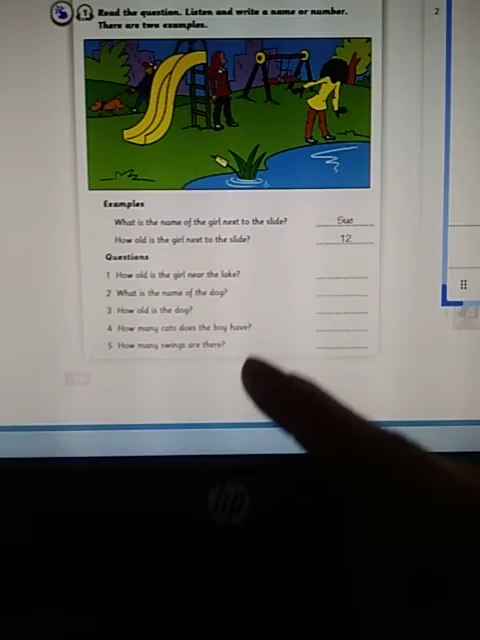 1 Read the question. Listen and write a name or number.
There are two examples.
2
Examples
What is the name of the girl next to the slide? Sue
How old is the girl next to the slide? 12
Questions
1 How old is the girl near the lake?
2 What is the name of the dog?
3 How old is the dog?
4 How many cats does the boy have?
5 How many swings are there?
hp